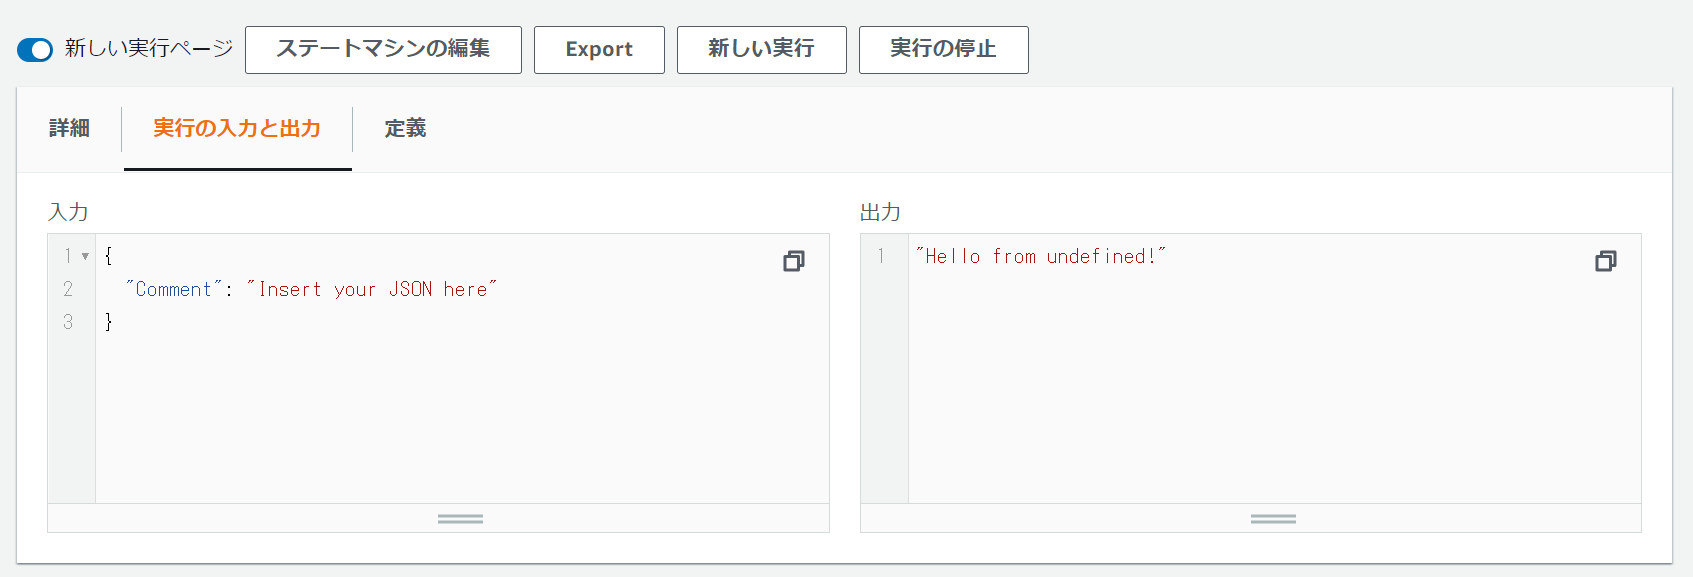 新しい実行ページ ステートマシンの編集 Export 新しい実行 実行の停止
詳細 実行の入力と出力 定義
入力
1 {
2 "Comment": "Insert your JSON here"
3 }
出力
1 "Hello from undefined!"